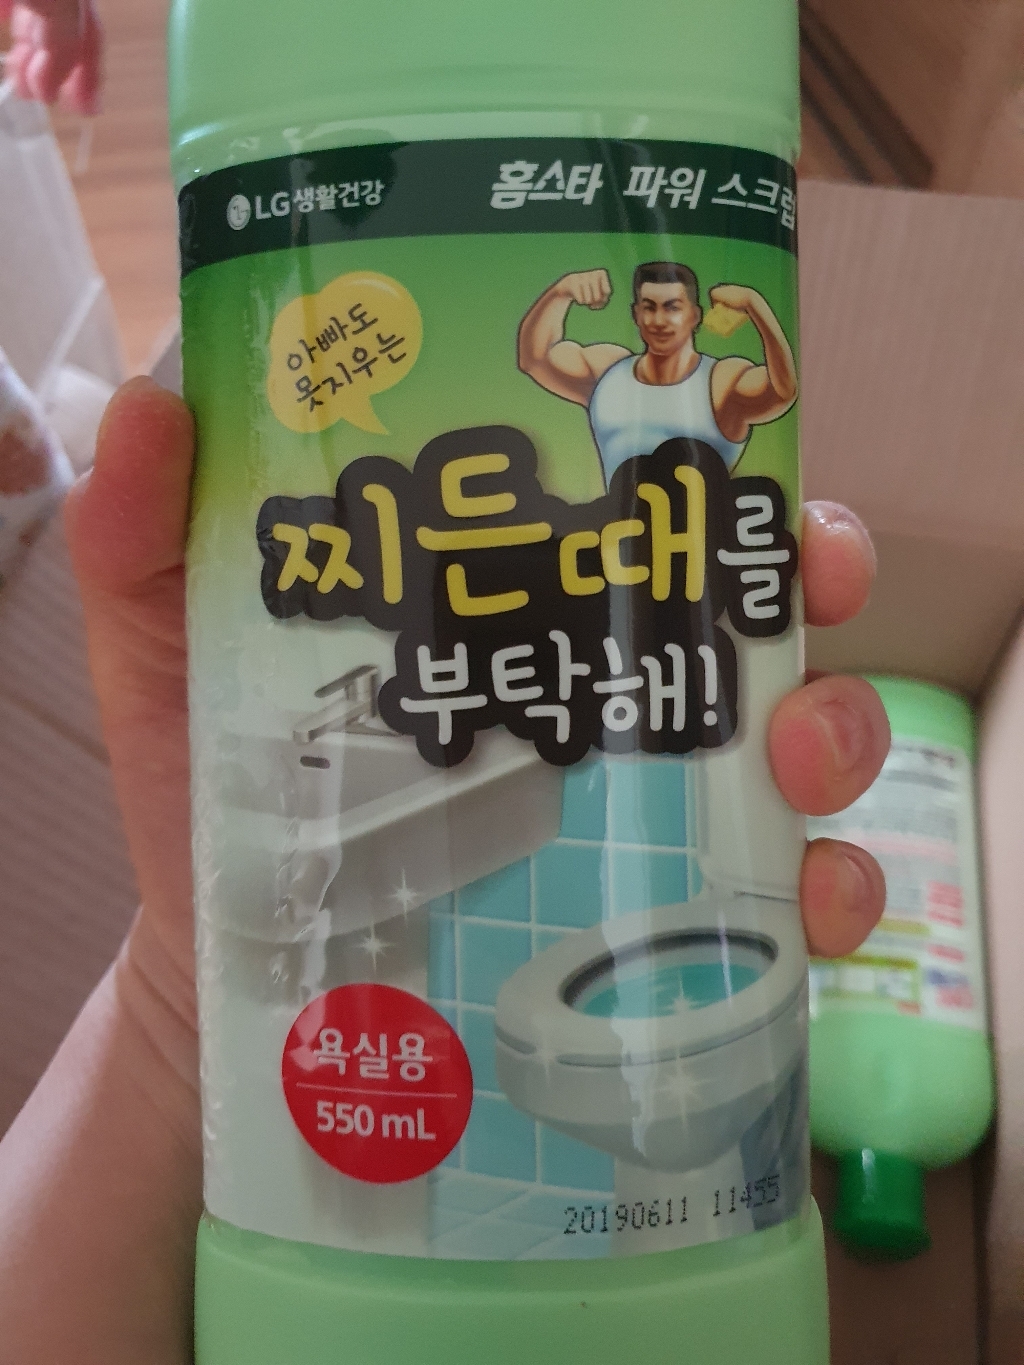 LG생활건강
홈스타 파워 스크럽
아빠도
못지우는
찌든때를
부탁해!
욕실용
550 mL
20190611 11455